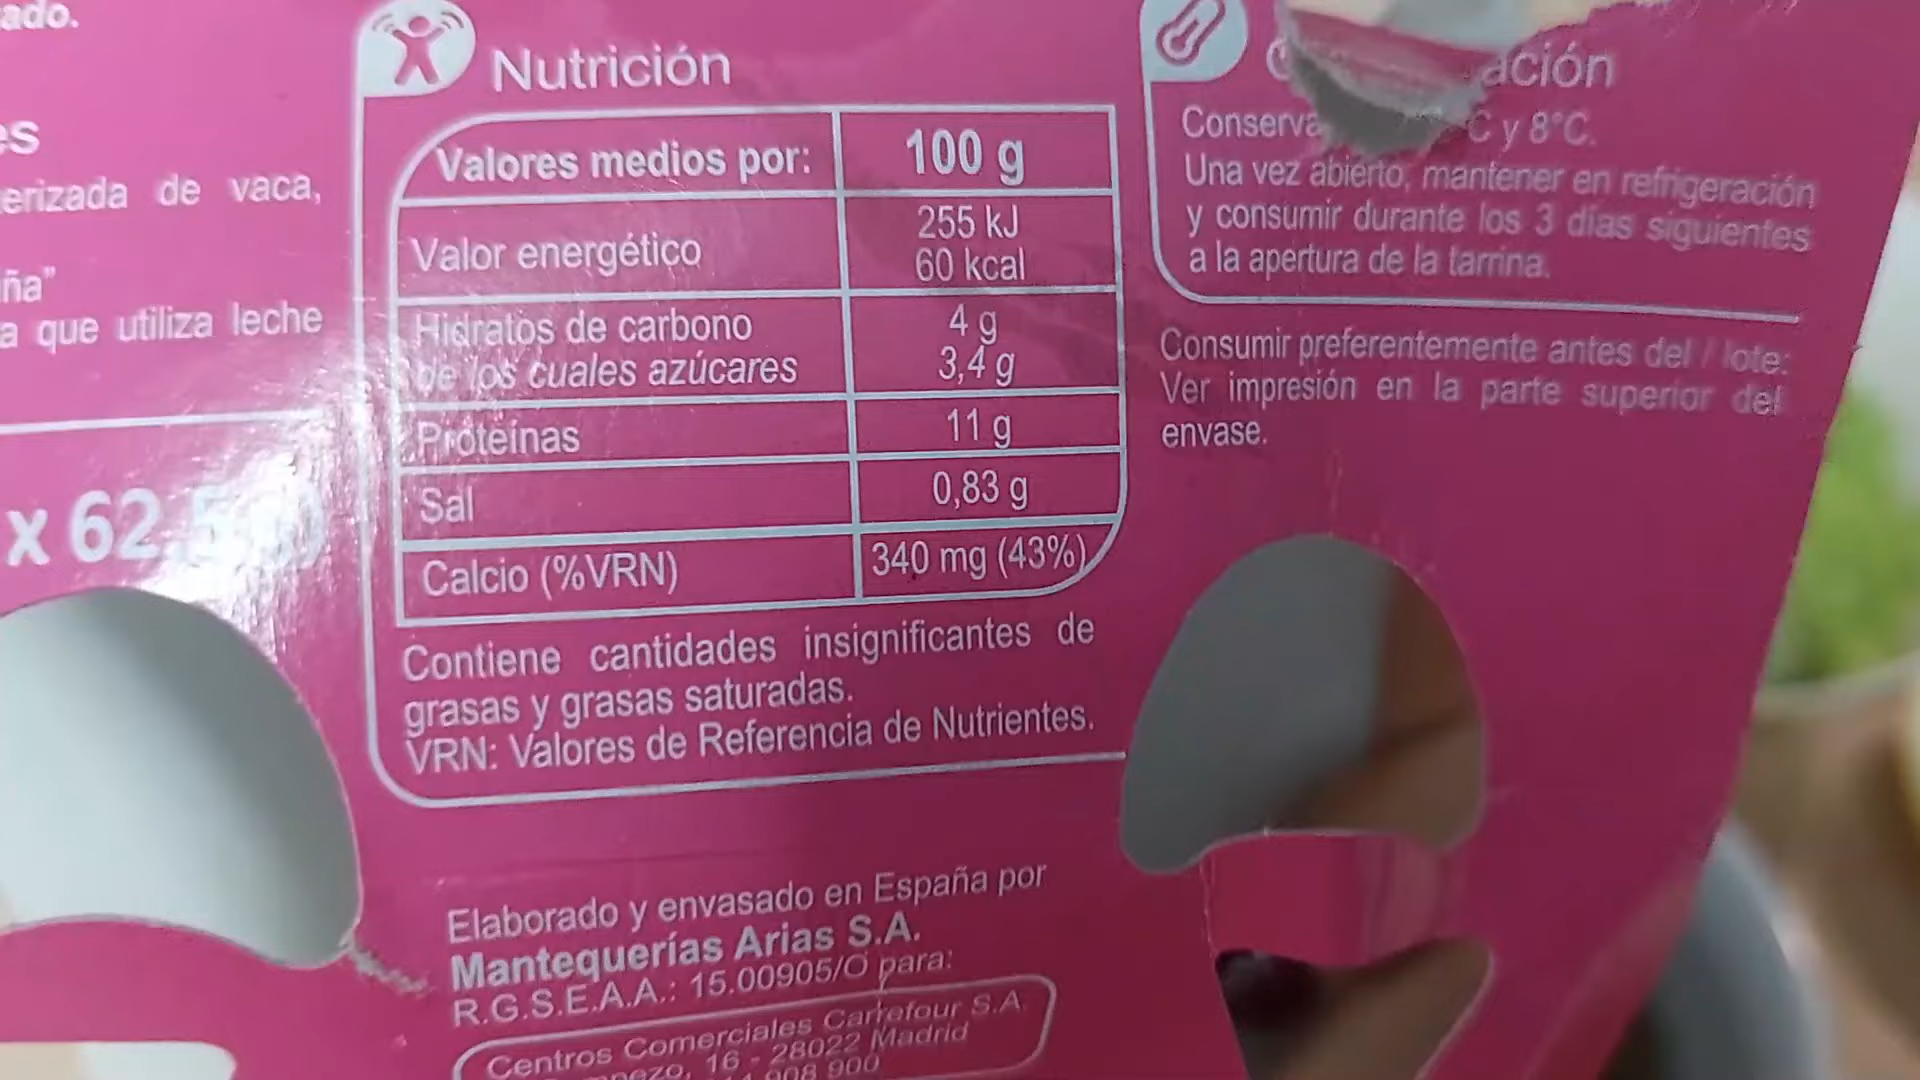 ado.
es
erizada de vaca,
ña"
a que utiliza leche
x 62,5
Nutrición
Valores medios por: 100 g
Valor energético 255 kJ
60 kcal
Hidratos de carbono 4 g
de los cuales azúcares 3,4 g
Proteínas 11 g
Sal 0,83 g
Calcio (%VRN) 340 mg (43%)
Contiene cantidades insignificantes de
grasas y grasas saturadas.
VRN: Valores de Referencia de Nutrientes.
Elaborado y envasado en España por
Mantequerías Arias S.A.
R.G.S.E.A.A.: 15.00905/O para:
Centros Comerciales Carrefour S.A.
16 - 28022 Madrid
908 900
ación
Conserva C y 8°C.
Una vez abierto, mantener en refrigeración
y consumir durante los 3 días siguientes
a la apertura de la tarrina.
Consumir preferentemente antes del / lote:
Ver impresión en la parte superior del
envase.